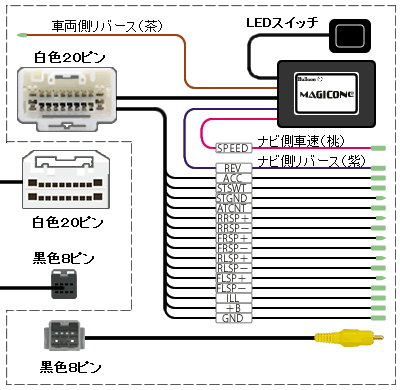 車両側リバース(茶)
LEDスイッチ
白色20ピン
Bullcon
MAGICONE
ナビ側車速(桃)
SPEED
ナビ側リバース(紫)
REV
ACC
STSWT
STGND
ATCNT
RRSP+
RRSP−
FRSP+
FRSP−
RLSP+
RLSP−
FLSP+
FLSP−
ILL
+B
GND
白色20ピン
黒色8ピン
黒色8ピン